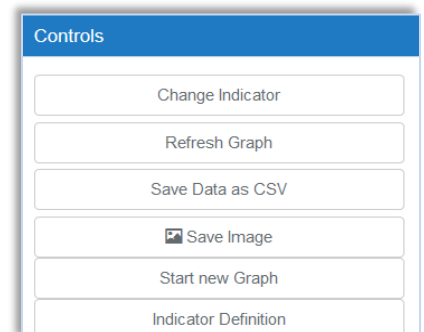 Controls
Change Indicator
Refresh Graph
Save Data as CSV
Save Image
Start new Graph
Indicator Definition